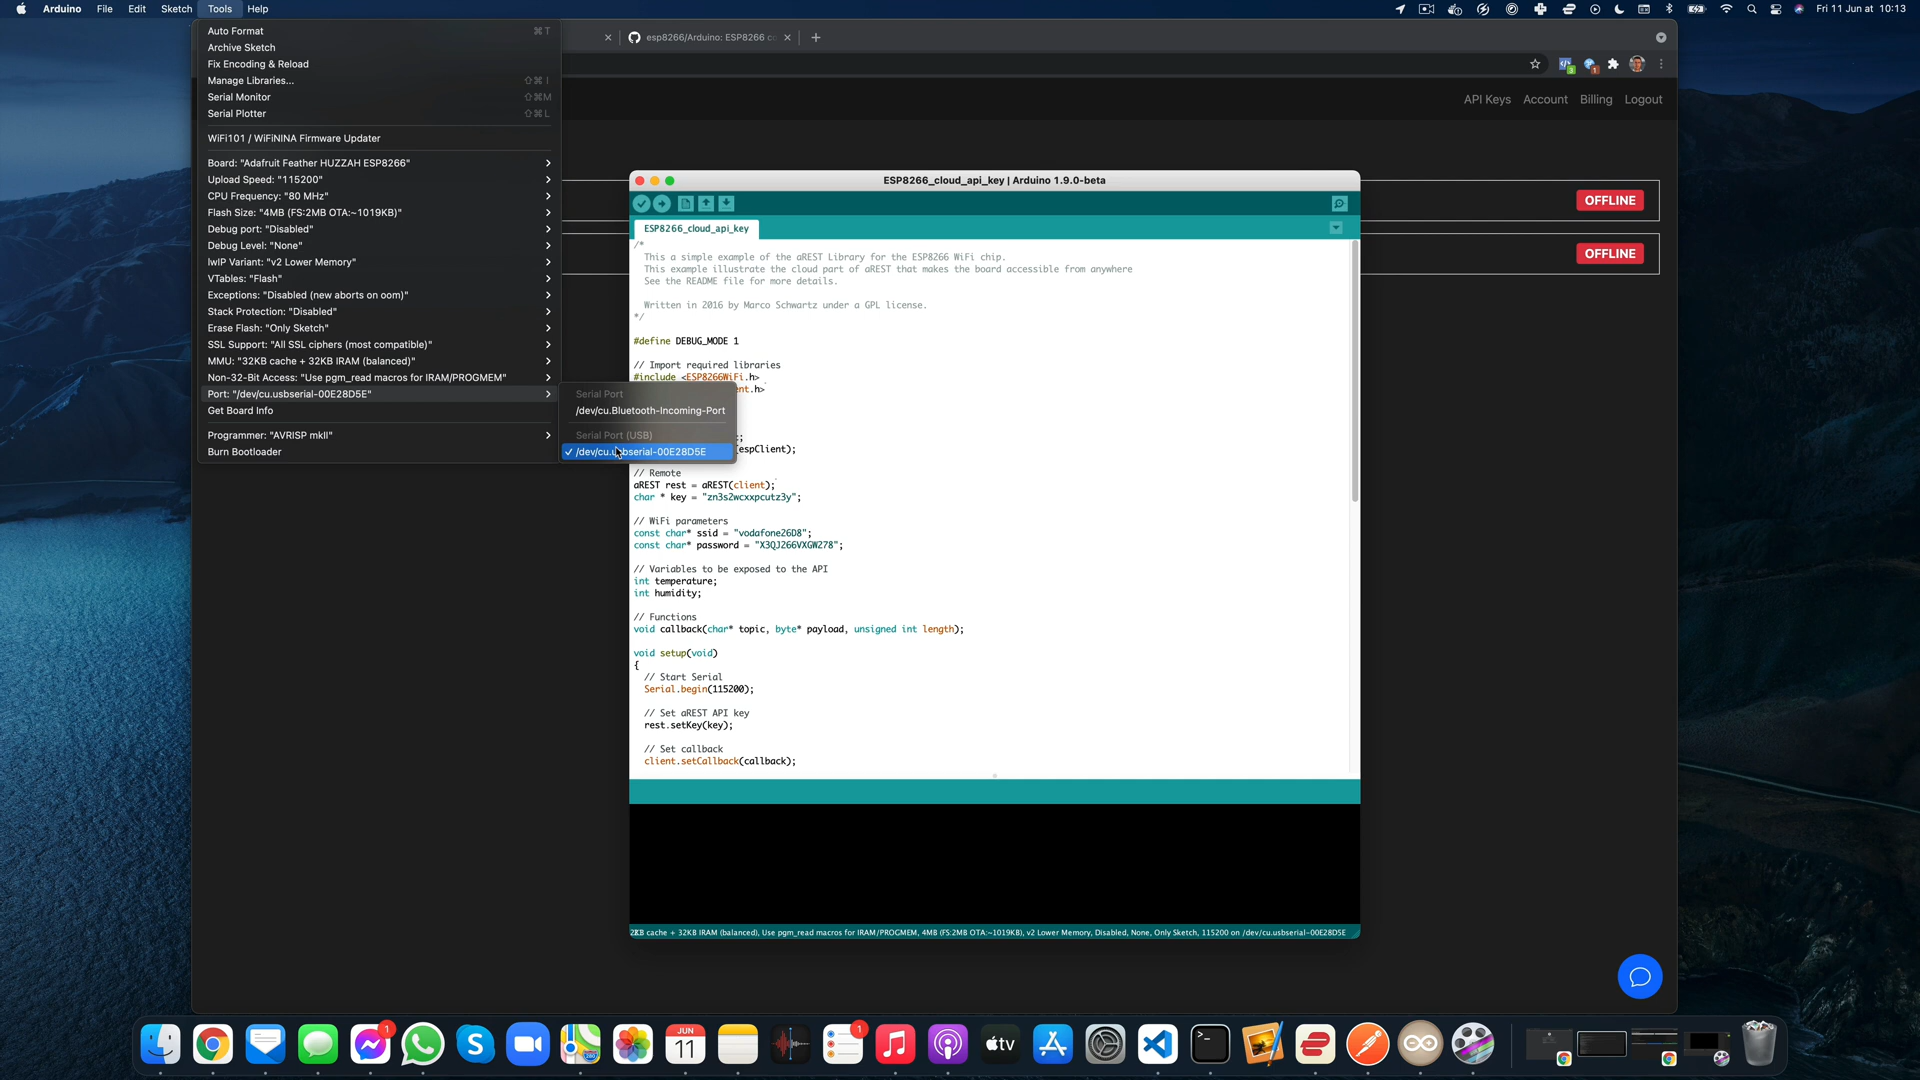 Arduino File Edit Sketch Tools Help
Fri 11 Jun at 10:13
Auto Format ⌘T
Archive Sketch
Fix Encoding & Reload
Manage Libraries... ⇧⌘I
Serial Monitor ⇧⌘M
Serial Plotter ⇧⌘L
WiFi101 / WiFiNINA Firmware Updater
Board: "Adafruit Feather HUZZAH ESP8266"
Upload Speed: "115200"
CPU Frequency: "80 MHz"
Flash Size: "4MB (FS:2MB OTA:~1019KB)"
Debug port: "Disabled"
Debug Level: "None"
lwIP Variant: "v2 Lower Memory"
VTables: "Flash"
Exceptions: "Disabled (new aborts on oom)"
Stack Protection: "Disabled"
Erase Flash: "Only Sketch"
SSL Support: "All SSL ciphers (most compatible)"
MMU: "32KB cache + 32KB IRAM (balanced)"
Non-32-Bit Access: "Use pgm_read macros for IRAM/PROGMEM"
Port: "/dev/cu.usbserial-00E28D5E"
Get Board Info
Programmer: "AVRISP mkII"
Burn Bootloader
Serial Port
/dev/cu.Bluetooth-Incoming-Port
Serial Port (USB)
✓ /dev/cu.usbserial-00E28D5E
esp8266/Arduino: ESP8266 co
API Keys Account Billing Logout
OFFLINE
OFFLINE
ESP8266_cloud_api_key | Arduino 1.9.0-beta
ESP8266_cloud_api_key
/*
This a simple example of the aREST Library for the ESP8266 WiFi chip.
This example illustrate the cloud part of aREST that makes the board accessible from anywhere
See the README file for more details.
Written in 2016 by Marco Schwartz under a GPL license.
*/
#define DEBUG_MODE 1
// Import required libraries
#include <ESP8266WiFi.h>
ent.h>
;
espClient);
// Remote
aREST rest = aREST(client);
char * key = "zn3s2wcxxpcutz3y";
// WiFi parameters
const char* ssid = "vodafone26D8";
const char* password = "X3QJ266VXGW278";
// Variables to be exposed to the API
int temperature;
int humidity;
// Functions
void callback(char* topic, byte* payload, unsigned int length);
void setup(void)
{
// Start Serial
Serial.begin(115200);
// Set aREST API key
rest.setKey(key);
// Set callback
client.setCallback(callback);
cache + 32KB IRAM (balanced), Use pgm_read macros for IRAM/PROGMEM, 4MB (FS:2MB OTA:~1019KB), v2 Lower Memory, Disabled, None, Only Sketch, 115200 on /dev/cu.usbserial-00E28D5E
1
JUN
11
1
tv